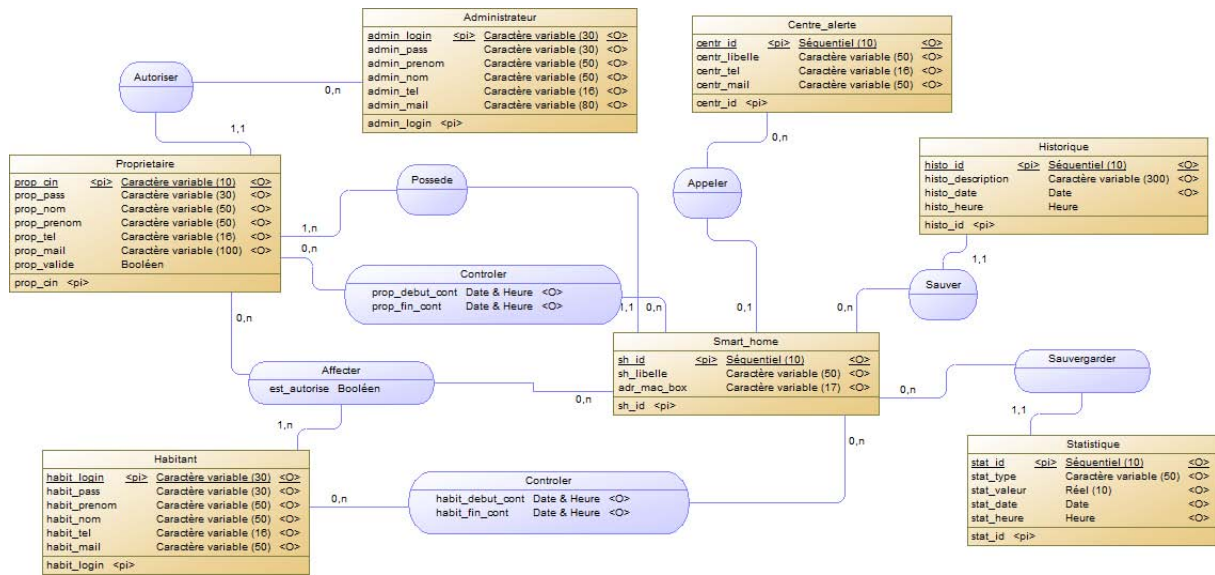 Administrateur
admin_login <pi> Caractère variable (30) <O>
admin_pass Caractère variable (30) <O>
admin_prenom Caractère variable (50) <O>
admin_nom Caractère variable (50) <O>
admin_tel Caractère variable (16) <O>
admin_mail Caractère variable (80) <O>
admin_login <pi>
Centre_alerte
centr_id <pi> Séquentiel (10) <O>
centr_libelle Caractère variable (50) <O>
centr_tel Caractère variable (16) <O>
centr_mail Caractère variable (50) <O>
centr_id <pi>
Autoriser
0,n
1,1
0,n
Proprietaire
prop_cin <pi> Caractère variable (10) <O>
prop_pass Caractère variable (30) <O>
prop_nom Caractère variable (50) <O>
prop_prenom Caractère variable (50) <O>
prop_tel Caractère variable (16) <O>
prop_mail Caractère variable (100) <O>
prop_valide Booléen
prop_cin <pi>
Possede
1,n
0,n
Appeler
Historique
histo_id <pi> Séquentiel (10) <O>
histo_description Caractère variable (300) <O>
histo_date Date <O>
histo_heure Heure
histo_id <pi>
1,1
Controler
prop_debut_cont Date & Heure <O>
prop_fin_cont Date & Heure <O>
Sauver
0,n
1,1
0,n
0,1
0,n
Smart_home
sh_id <pi> Séquentiel (10) <O>
sh_libelle Caractère variable (50) <O>
adr_mac_box Caractère variable (17) <O>
sh_id <pi>
Sauvergarder
0,n
1,1
Affecter
est_autorise Booléen
0,n
1,n
0,n
Habitant
habit_login <pi> Caractère variable (30) <O>
habit_pass Caractère variable (30) <O>
habit_prenom Caractère variable (50) <O>
habit_nom Caractère variable (50) <O>
habit_tel Caractère variable (16) <O>
habit_mail Caractère variable (50) <O>
habit_login <pi>
0,n
Controler
habit_debut_cont Date & Heure <O>
habit_fin_cont Date & Heure <O>
Statistique
stat_id <pi> Séquentiel (10) <O>
stat_type Caractère variable (50) <O>
stat_valeur Réel (10) <O>
stat_date Date <O>
stat_heure Heure <O>
stat_id <pi>